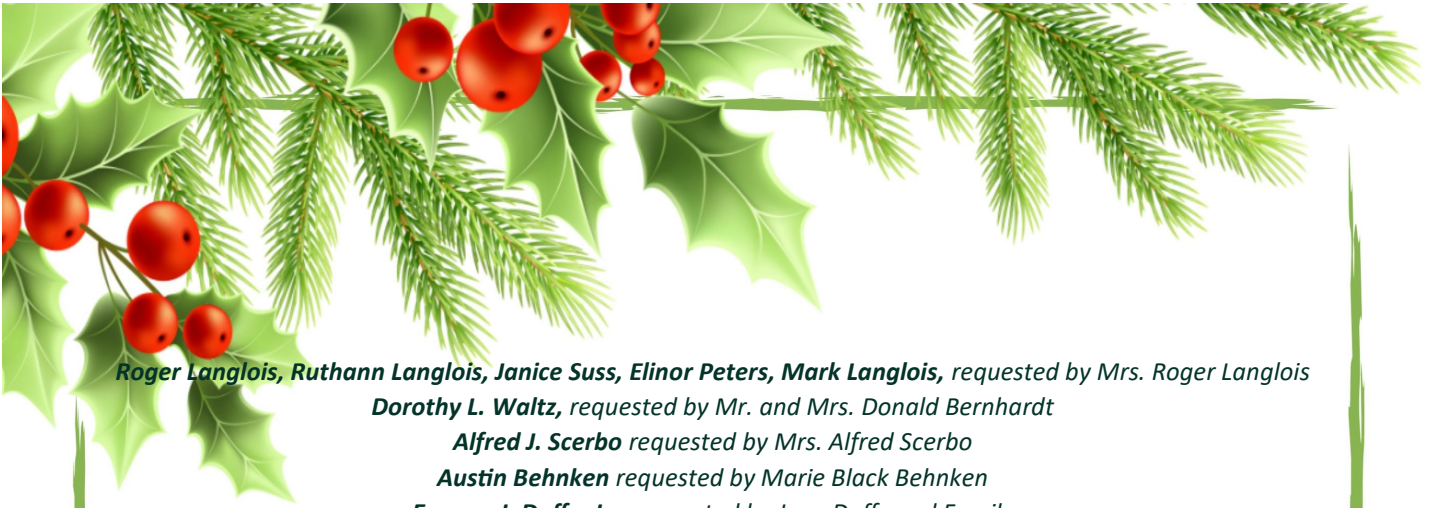 Roger Langlois, Ruthann Langlois, Janice Suss, Elinor Peters, Mark Langlois, requested by Mrs. Roger Langlois
Dorothy L. Waltz, requested by Mr. and Mrs. Donald Bernhardt
Alfred J. Scerbo requested by Mrs. Alfred Scerbo
Austin Behnken requested by Marie Black Behnken